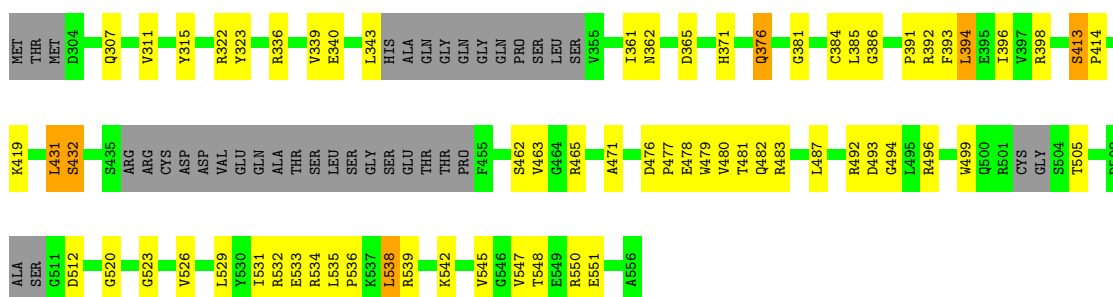 MET THR MET D304 Q307 V311 Y315 R322 Y323 R336 V339 E340 L343 HIS ALA GLN GLY GLN GLY GLN PRO SER LEU SER V355 I361 N362 D365 H371 Q376 G381 C384 L385 G386 P391 R392 F393 L394 E395 I396 V397 R398 S413 P414
K419 L431 S432 S435 ARG ARG CYS ASP ASP VAL GLU GLN ALA THR SER LEU SER GLY SER GLU THR THR PRO F455 S462 V463 G464 R465 A471 D476 P477 E478 W479 V480 T481 Q482 R483 L487 R492 D493 G494 L495 R496 W499 Q500 R501 CYS GLY S504 T505
ALA SER G511 D512 G520 G523 V526 L529 Y530 I531 R532 E533 R534 L535 P536 K537 L538 R539 K542 V545 G546 V547 T548 E549 R550 E551 A556